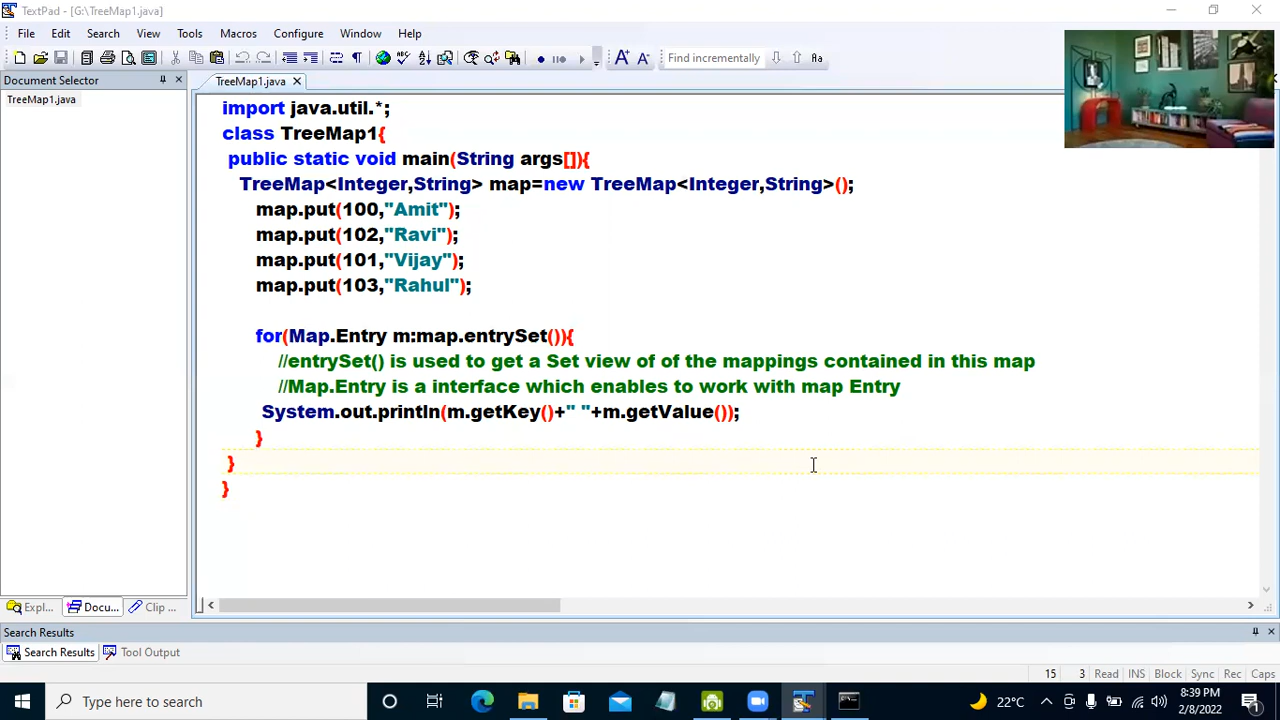 TextPad - [G:\TreeMap1.java]
File Edit Search View Tools Macros Configure Window Help
Find incrementally
Document Selector
TreeMap1.java
TreeMap1.java
import java.util.*;
class TreeMap1{
public static void main(String args[]){
TreeMap<Integer,String> map=new TreeMap<Integer,String>();
map.put(100,"Amit");
map.put(102,"Ravi");
map.put(101,"Vijay");
map.put(103,"Rahul");
for(Map.Entry m:map.entrySet()){
//entrySet() is used to get a Set view of of the mappings contained in this map
//Map.Entry is a interface which enables to work with map Entry
System.out.println(m.getKey()+" "+m.getValue());
}
}
}
Expl... Docu... Clip ...
Search Results
Search Results Tool Output
15 3 Read INS Block Sync Rec Caps
Type here to search
22°C
8:39 PM
2/8/2022
1